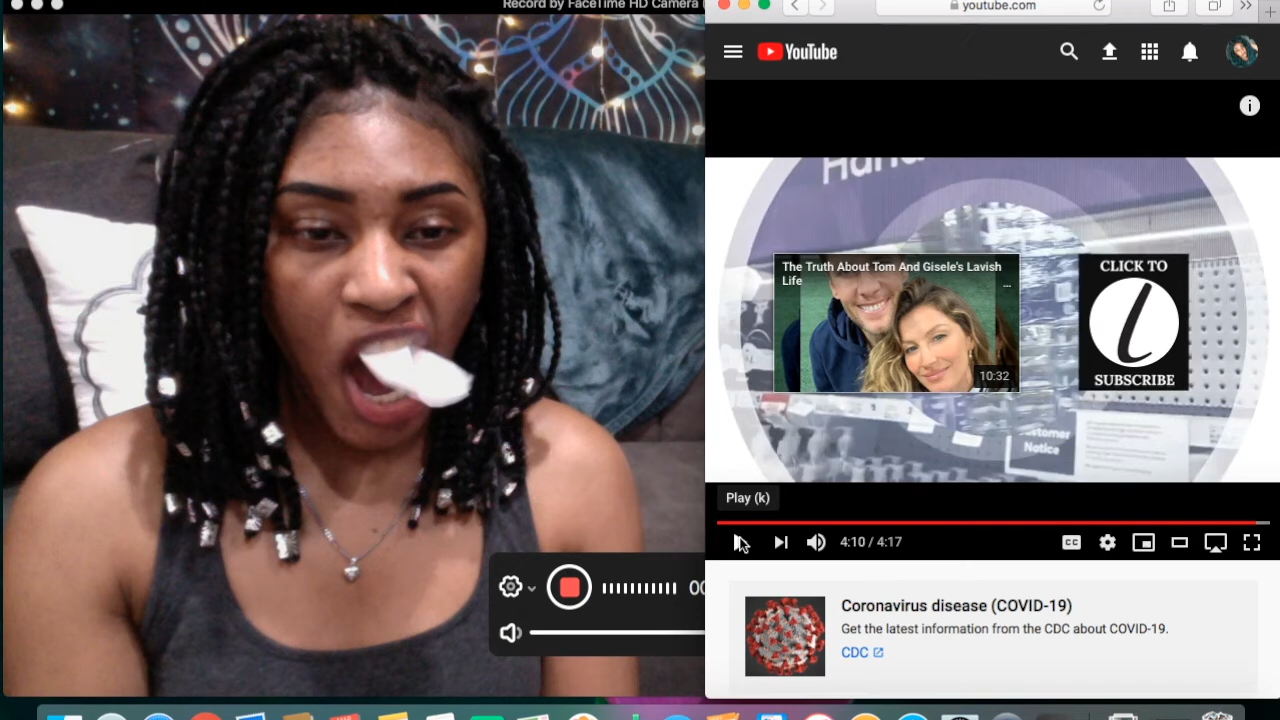 Record by FaceTime HD Camera
youtube.com
YouTube
The Truth About Tom And Gisele's Lavish
Life
10:32
CLICK TO
SUBSCRIBE
Notice
Play (k)
4:10 / 4:17
CC
00
Coronavirus disease (COVID-19)
Get the latest information from the CDC about COVID-19.
CDC